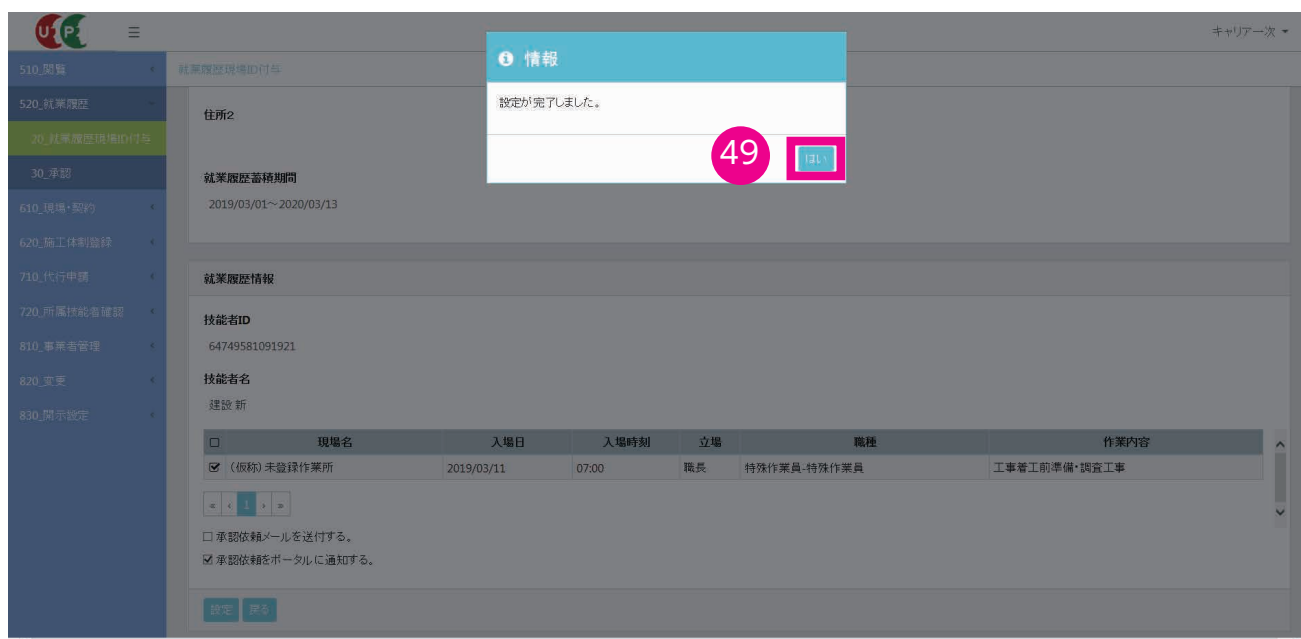 UP
キャリア一次
情報
設定が完了しました。
49
はい
510_閲覧
520_就業履歴
20_就業履歴現場ID付与
30_承認
610_現場・契約
620_施工体制登録
710_代行申請
720_所属技能者確認
810_事業者管理
820_変更
830_開示設定
就業履歴現場ID付与
住所2
就業履歴蓄積期間
2019/03/01～2020/03/13
就業履歴情報
技能者ID
64749581091921
技能者名
建設 新
現場名 入場日 入場時刻 立場 職種 作業内容
(仮称)未登録作業所 2019/03/11 07:00 職長 特殊作業員-特殊作業員 工事着工前準備・調査工事
« ‹ 1 › »
承認依頼メールを送付する。
承認依頼をポータルに通知する。
設定 戻る